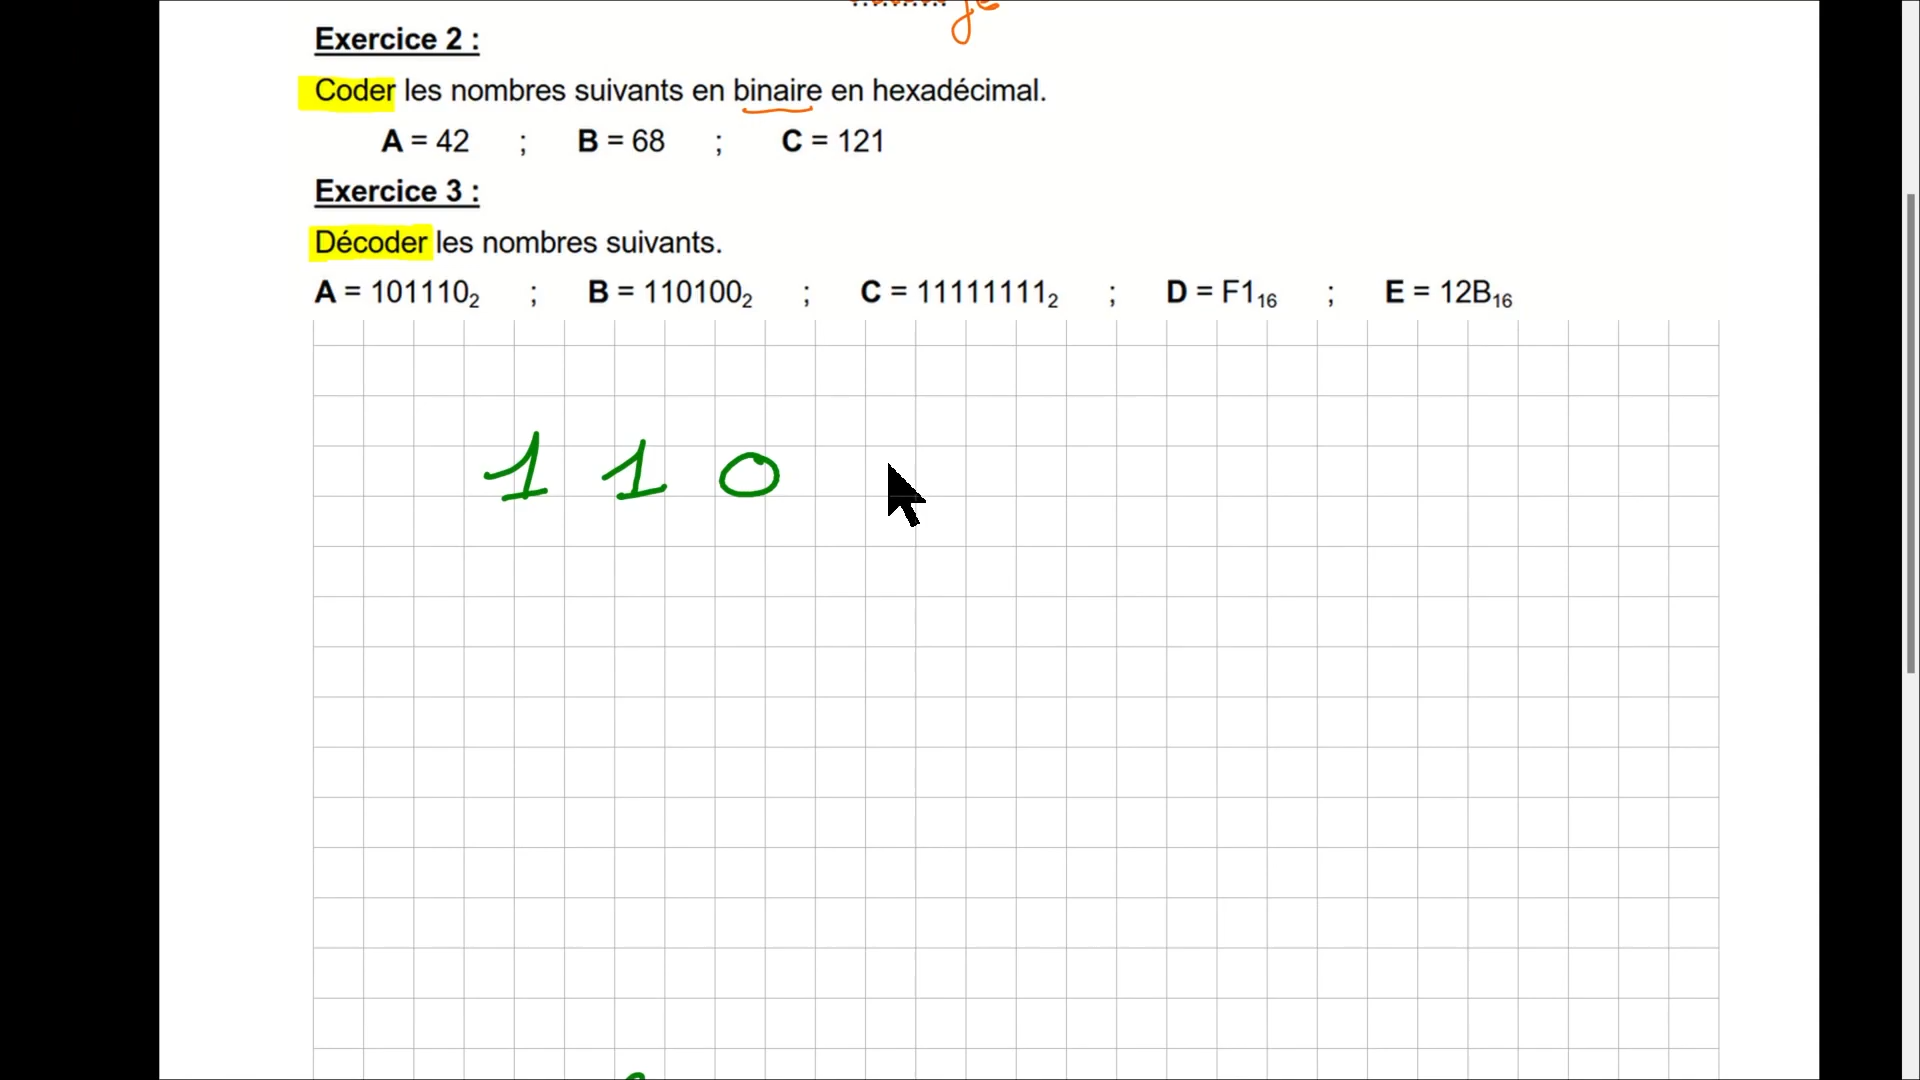 Exercice 2 :
Coder les nombres suivants en binaire en hexadécimal.
A = 42 ; B = 68 ; C = 121
Exercice 3 :
Décoder les nombres suivants.
A = 101110₂ ; B = 110100₂ ; C = 11111111₂ ; D = F1₁₆ ; E = 12B₁₆
1 1 0